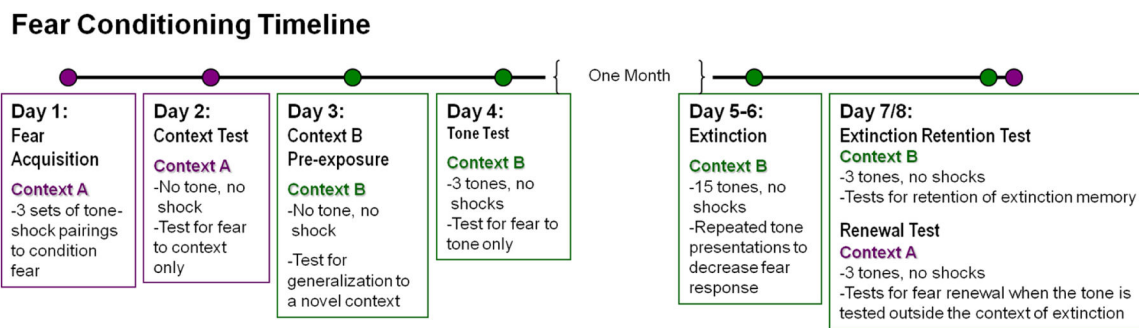 Fear Conditioning Timeline
One Month
Day 1:
Fear
Acquisition
Context A
-3 sets of tone-
shock pairings to
condition
fear
Day 2:
Context Test
Context A
-No tone, no
shock
-Test for fear
to context
only
Day 3:
Context B
Pre-exposure
Context B
-No tone, no
shock
-Test for
generalization to
a novel context
Day 4:
Tone Test
Context B
-3 tones, no
shocks
-Test for fear to
tone only
Day 5-6:
Extinction
Context B
-15 tones, no
shocks
-Repeated tone
presentations to
decrease fear
response
Day 7/8:
Extinction Retention Test
Context B
-3 tones, no shocks
-Tests for retention of extinction memory
Renewal Test
Context A
-3 tones, no shocks
-Tests for fear renewal when the tone is
tested outside the context of extinction